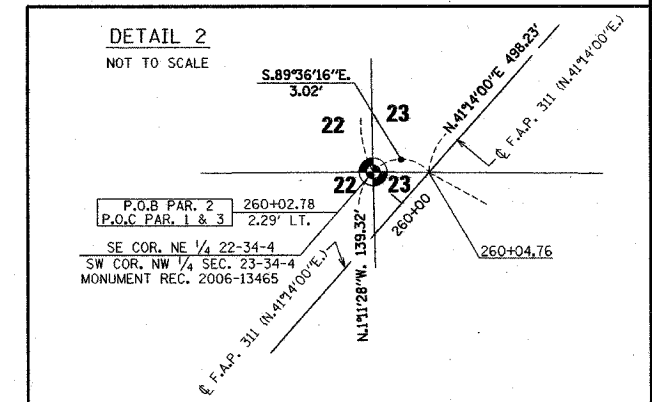 DETAIL 2
NOT TO SCALE
S.89°36'16"E.
3.02'
N.41°14'00"E 498.23'
℄ F.A.P. 311 (N.41°14'00"E.)
22
23
22
23
P.O.B PAR. 2
P.O.C PAR. 1 & 3
260+02.78
2.29' LT.
260+00
260+04.76
SE COR. NE 1/4 22-34-4
SW COR. NW 1/4 SEC. 23-34-4
MONUMENT REC. 2006-13465
N.1°11'28"W. 139.32'
℄ F.A.P. 311 (N.41°14'00"E.)